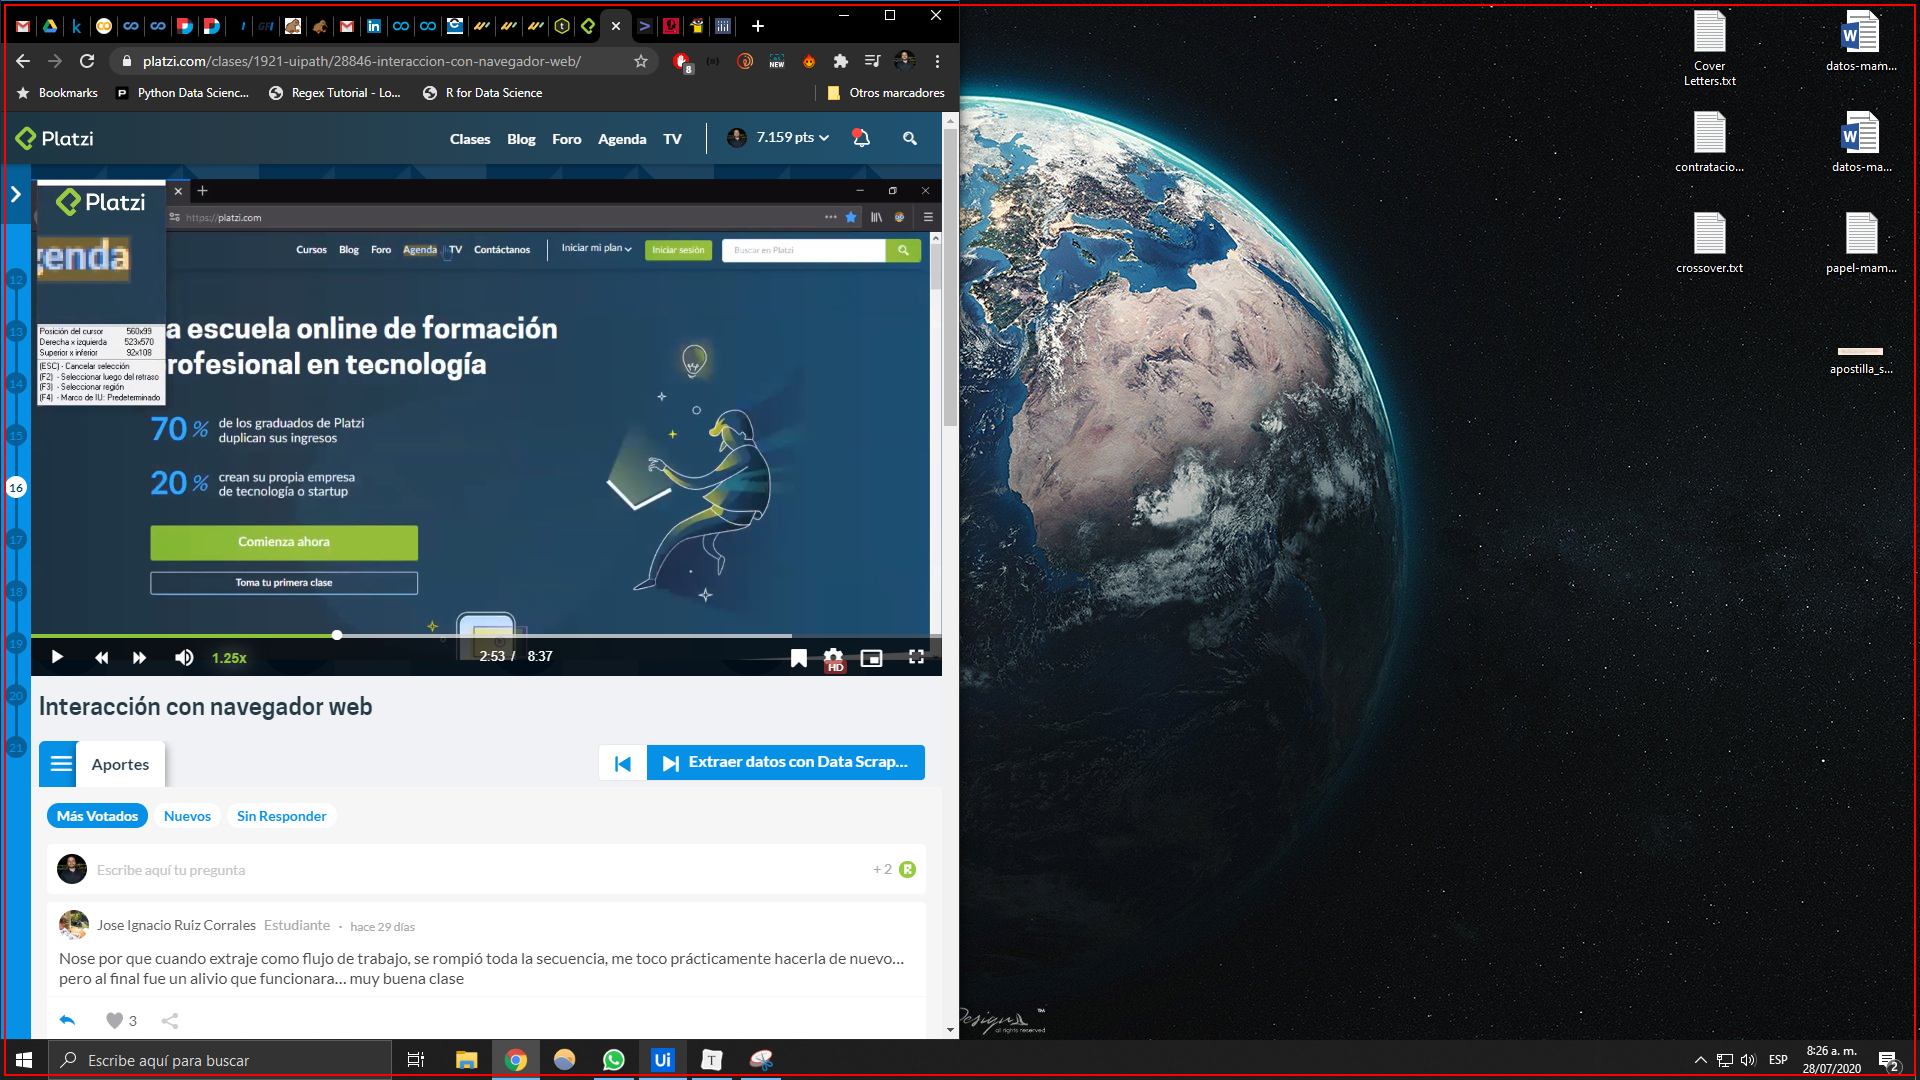 platzi.com/clases/1921-uipath/28846-interaccion-con-navegador-web/
8
NEW
Bookmarks
Python Data Scienc...
Regex Tutorial - Lo...
R for Data Science
Otros marcadores
Platzi
Clases
Blog
Foro
Agenda
TV
7.159 pts
Platzi
https://platzi.com
genda
Cursos
Blog
Foro
Agenda
TV
Contáctanos
Iniciar mi plan
Iniciar sesión
Buscar en Platzi
Posición del cursor 560x99
Derecha x izquierda 523x570
Superior x inferior 92x108
(ESC) - Cancelar selección
(F2) - Seleccionar luego del retraso
(F3) - Seleccionar región
(F4) - Marco de IU: Predeterminado
a escuela online de formación
rofesional en tecnología
70 %
de los graduados de Platzi
duplican sus ingresos
20 %
crean su propia empresa
de tecnología o startup
Comienza ahora
Toma tu primera clase
12
13
14
15
16
17
18
19
20
21
1.25x
2:53 / 8:37
HD
Interacción con navegador web
Aportes
Extraer datos con Data Scrap...
Más Votados
Nuevos
Sin Responder
Escribe aquí tu pregunta
+ 2
Jose Ignacio Ruiz Corrales Estudiante · hace 29 días
Nose por que cuando extraje como flujo de trabajo, se rompió toda la secuencia, me toco prácticamente hacerla de nuevo...
pero al final fue un alivio que funcionara... muy buena clase
3
Cover
Letters.txt
datos-mam...
contratacio...
datos-ma...
crossover.txt
papel-mam...
apostilla_s...
Design
™
all rights reserved
Escribe aquí para buscar
Ui
T
ESP
8:26 a. m.
28/07/2020
2